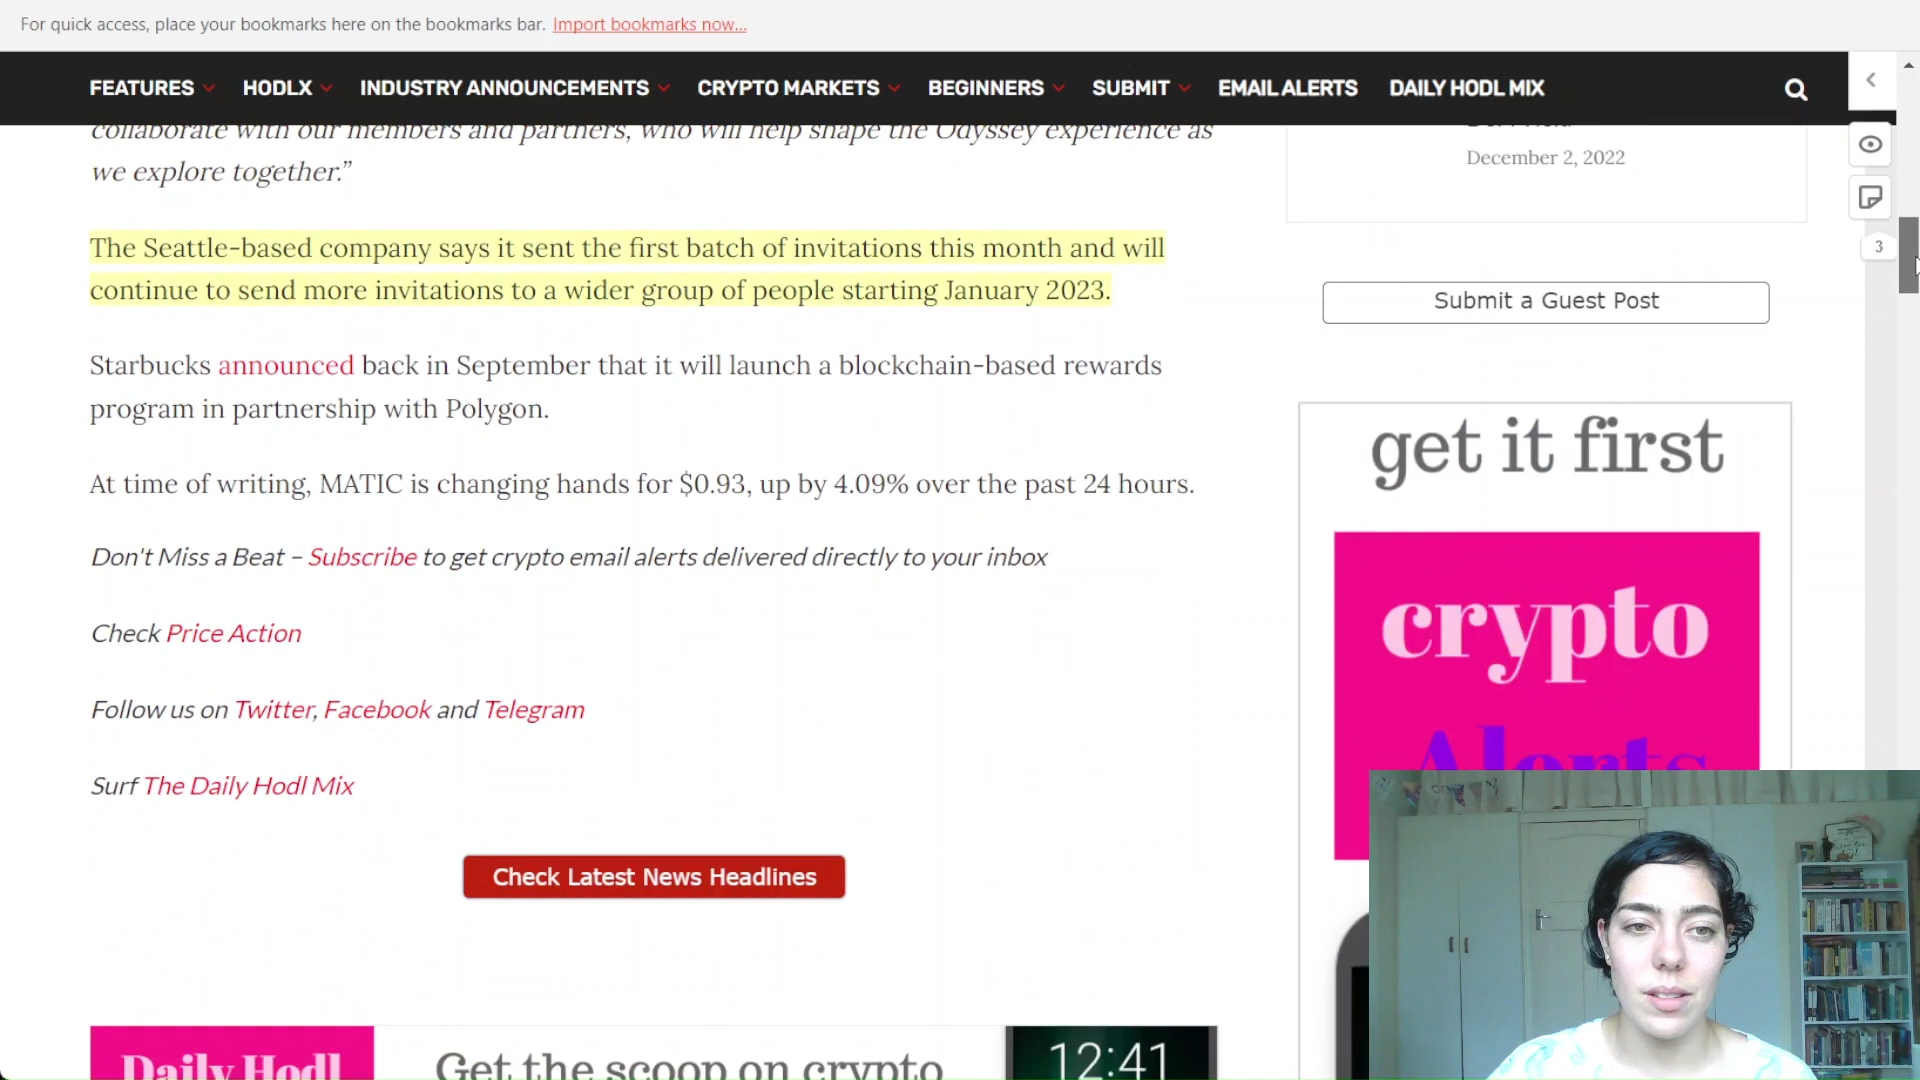 For quick access, place your bookmarks here on the bookmarks bar. Import bookmarks now...
FEATURES HODLX INDUSTRY ANNOUNCEMENTS CRYPTO MARKETS BEGINNERS SUBMIT EMAIL ALERTS DAILY HODL MIX
collaborate with our members and partners, who will help shape the Odyssey experience as
we explore together.”
The Seattle-based company says it sent the first batch of invitations this month and will
continue to send more invitations to a wider group of people starting January 2023.
Starbucks announced back in September that it will launch a blockchain-based rewards
program in partnership with Polygon.
At time of writing, MATIC is changing hands for $0.93, up by 4.09% over the past 24 hours.
Don't Miss a Beat – Subscribe to get crypto email alerts delivered directly to your inbox
Check Price Action
Follow us on Twitter, Facebook and Telegram
Surf The Daily Hodl Mix
Check Latest News Headlines
Daily Hodl
Get the scoop on crypto
12:41
December 2, 2022
3
Submit a Guest Post
get it first
crypto
Alerts